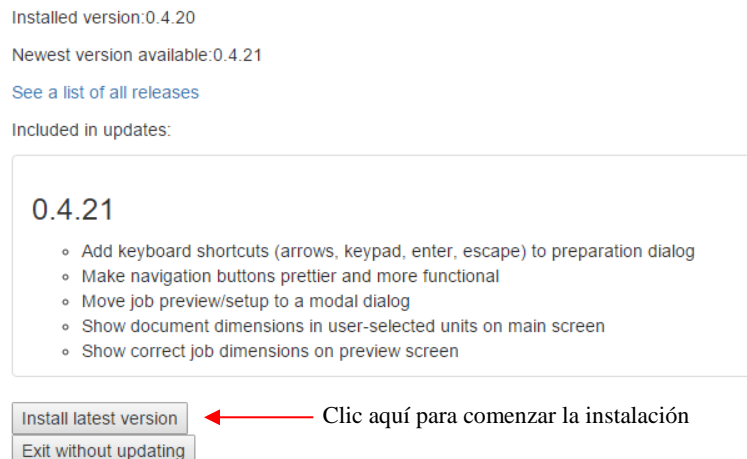 Installed version:0.4.20
Newest version available:0.4.21
See a list of all releases
Included in updates:
0.4.21
Add keyboard shortcuts (arrows, keypad, enter, escape) to preparation dialog
Make navigation buttons prettier and more functional
Move job preview/setup to a modal dialog
Show document dimensions in user-selected units on main screen
Show correct job dimensions on preview screen
Install latest version Clic aquí para comenzar la instalación
Exit without updating